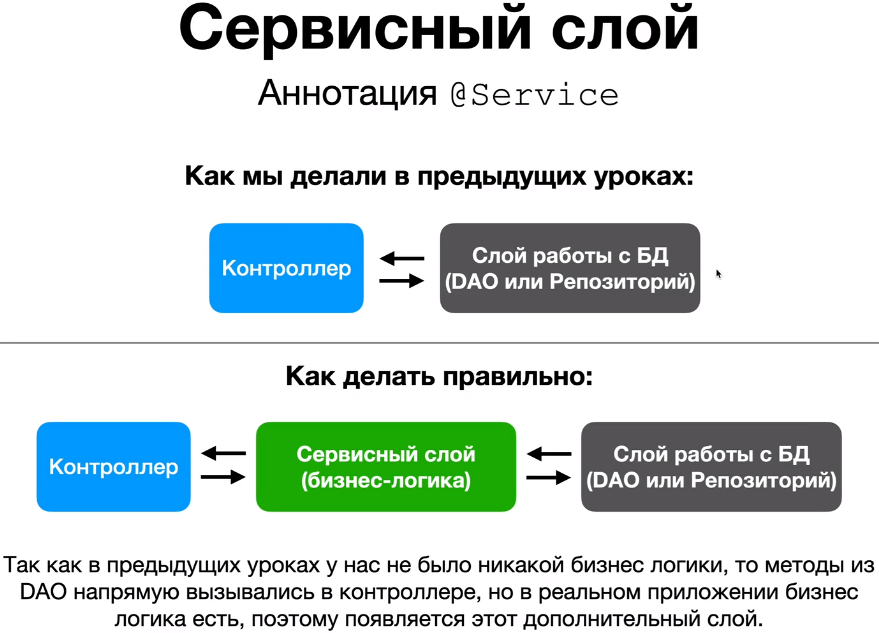 Сервисный слой
Аннотация @Service
Как мы делали в предыдущих уроках:
Контроллер
Слой работы с БД
(DAO или Репозиторий)
Как делать правильно:
Контроллер
Сервисный слой
(бизнес-логика)
Слой работы с БД
(DAO или Репозиторий)
Так как в предыдущих уроках у нас не было никакой бизнес логики, то методы из
DAO напрямую вызывались в контроллере, но в реальном приложении бизнес
логика есть, поэтому появляется этот дополнительный слой.